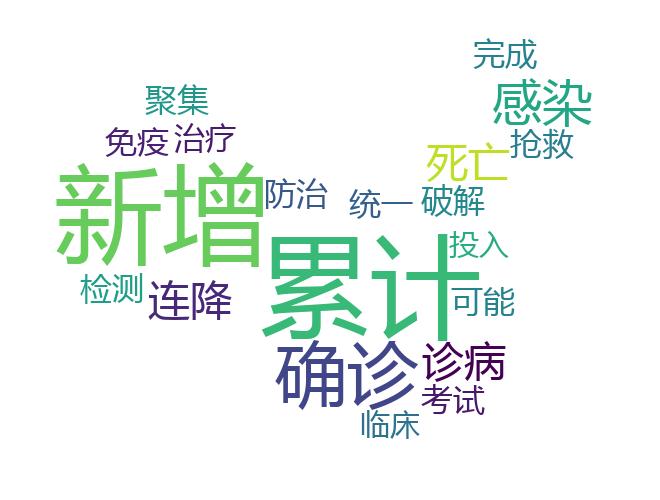 完成
聚集
感染
免疫
治疗
抢救
死亡
新增
防治
统一
破解
累计
投入
检测
连降
可能
确诊
诊病
考试
临床